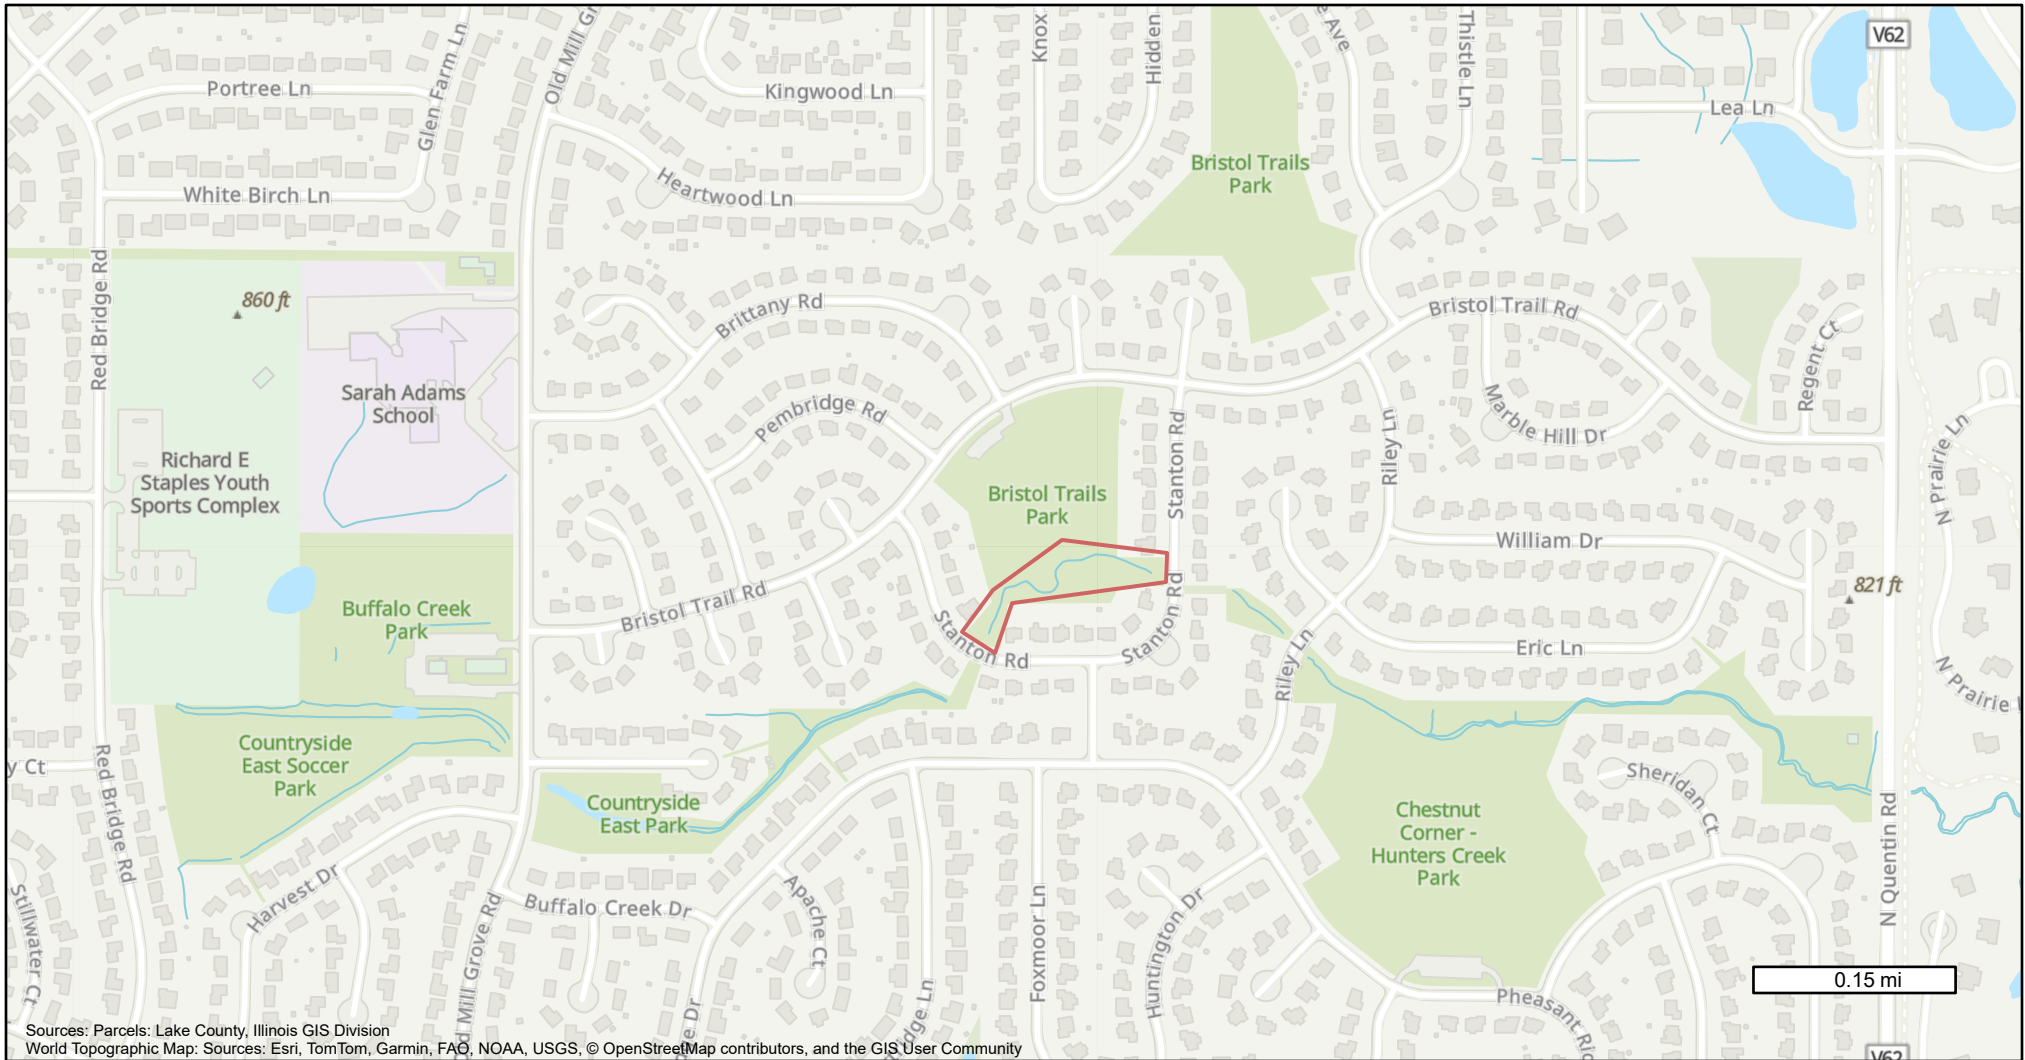 V62
Portree Ln
Glen Farm Ln
Old Mill Gr
Kingwood Ln
Knox
Hidden
e Ave
Thistle Ln
Lea Ln
White Birch Ln
Heartwood Ln
Bristol Trails
Park
Red Bridge Rd
860 ft
Brittany Rd
Bristol Trail Rd
Regent Ct
Sarah Adams
School
Pembridge Rd
Stanton Rd
Riley Ln
Marble Hill Dr
N Prairie Ln
Richard E
Staples Youth
Sports Complex
Bristol Trails
Park
William Dr
821 ft
Buffalo Creek
Park
Bristol Trail Rd
Stanton Rd
Stanton Rd
Riley Ln
Eric Ln
N Prairie
Countryside
East Soccer
Park
y Ct
Red Bridge Rd
Countryside
East Park
Chestnut
Corner -
Hunters Creek
Park
Sheridan Ct
N Quentin Rd
Harvest Dr
Stillwater Ct
Buffalo Creek Dr
Apache Ct
Foxmoor Ln
Huntington Dr
Pheasant Rid
0.15 mi
Old Mill Grove Rd
ge Dr
ridge Ln
V62
Sources: Parcels: Lake County, Illinois GIS Division
World Topographic Map: Sources: Esri, TomTom, Garmin, FAO, NOAA, USGS, © OpenStreetMap contributors, and the GIS User Community